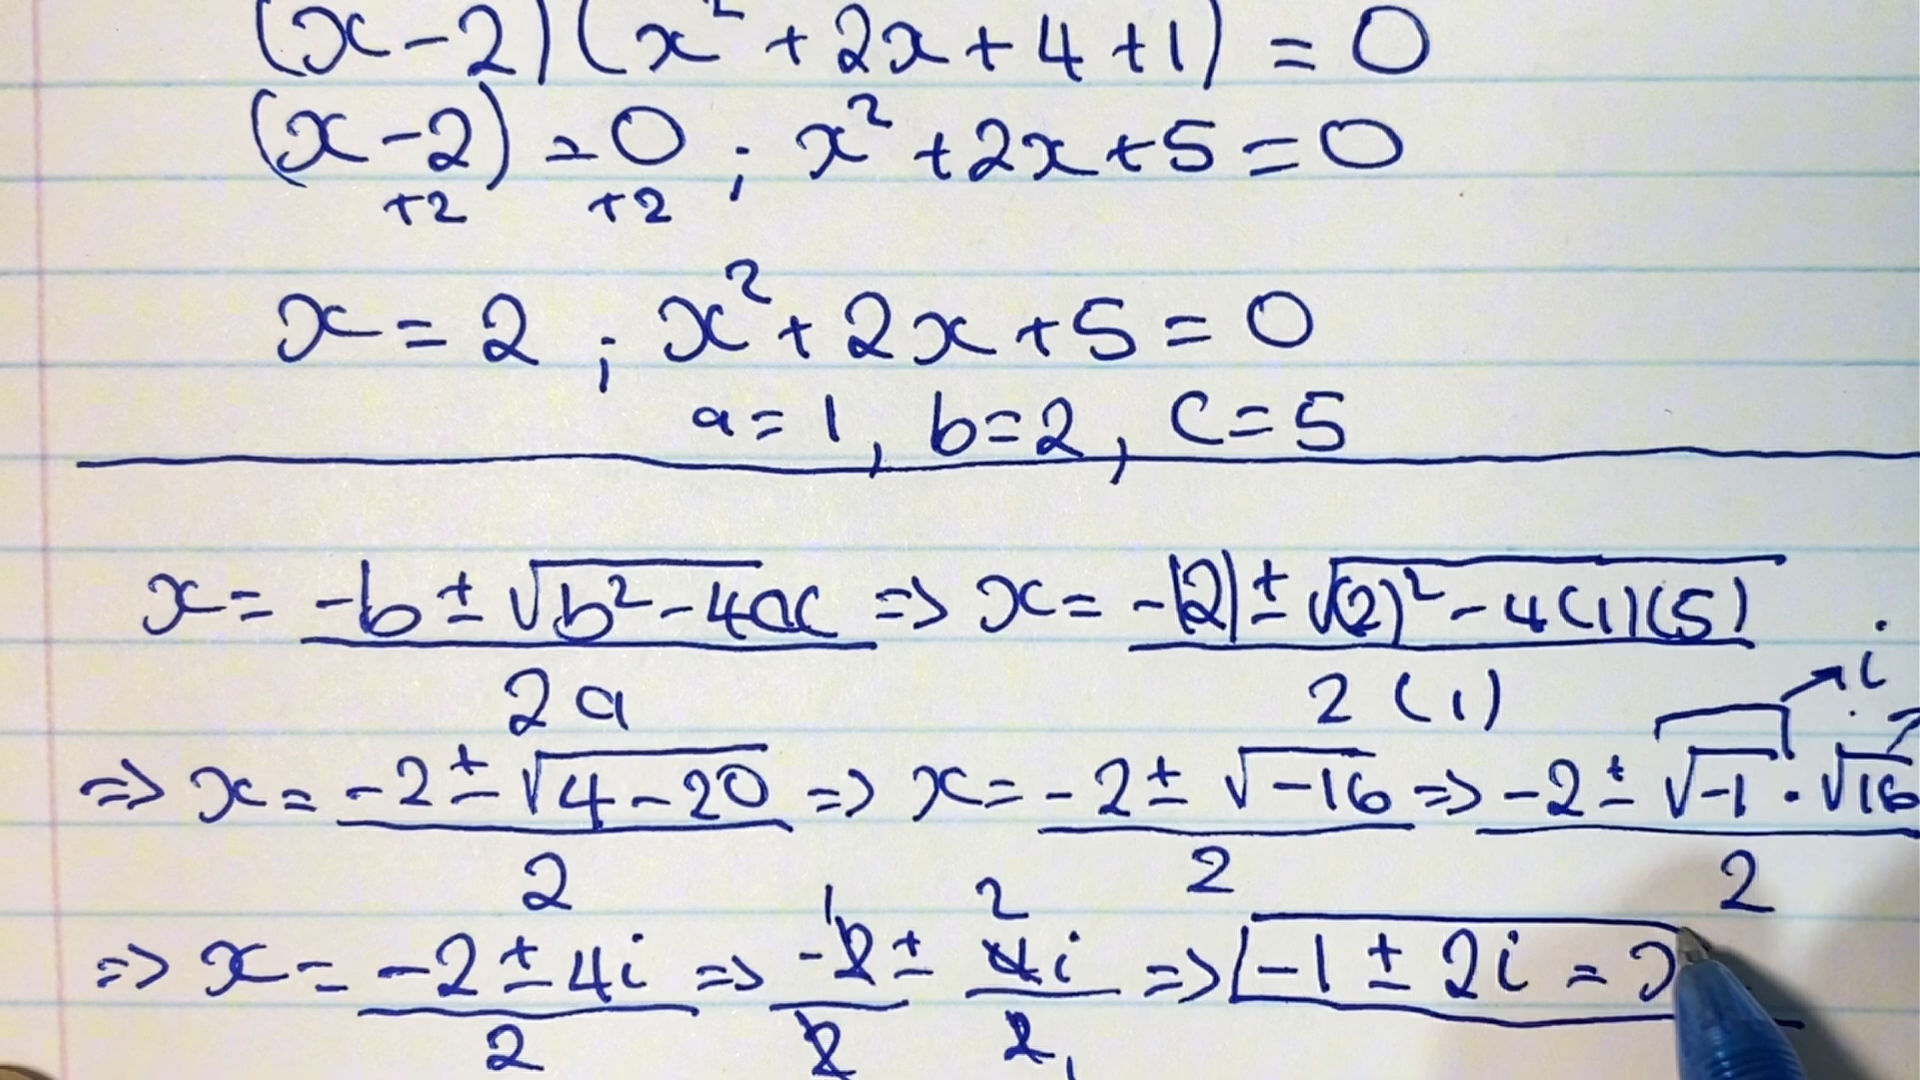 (x-2)(x²+2x+4+1)=0
(x-2)=0 ; x²+2x+5=0
+2 +2
x=2 ; x²+2x+5=0
a=1, b=2, c=5
x = -b±√b²-4ac => x = -(2)±√(2)²-4(1)(5)
2a 2(1) i
=> x = -2±√4-20 => x = -2±√-16 => -2±√-1·√16
2 2 2
1 2
=> x = -2±4i => -2± 4i => -1±2i = x
2 2 2 1